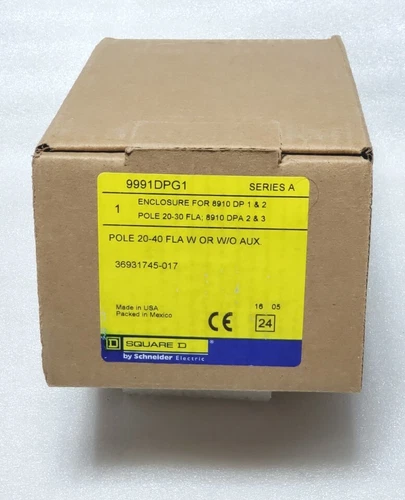 9991DPG1 SERIES A
1 ENCLOSURE FOR 8910 DP 1 & 2
POLE 20-30 FLA; 8910 DPA 2 & 3
POLE 20-40 FLA W OR W/O AUX.
36931745-017
Made in USA 16 05
Packed in Mexico CE 24
D SQUARE D
by Schneider Electric